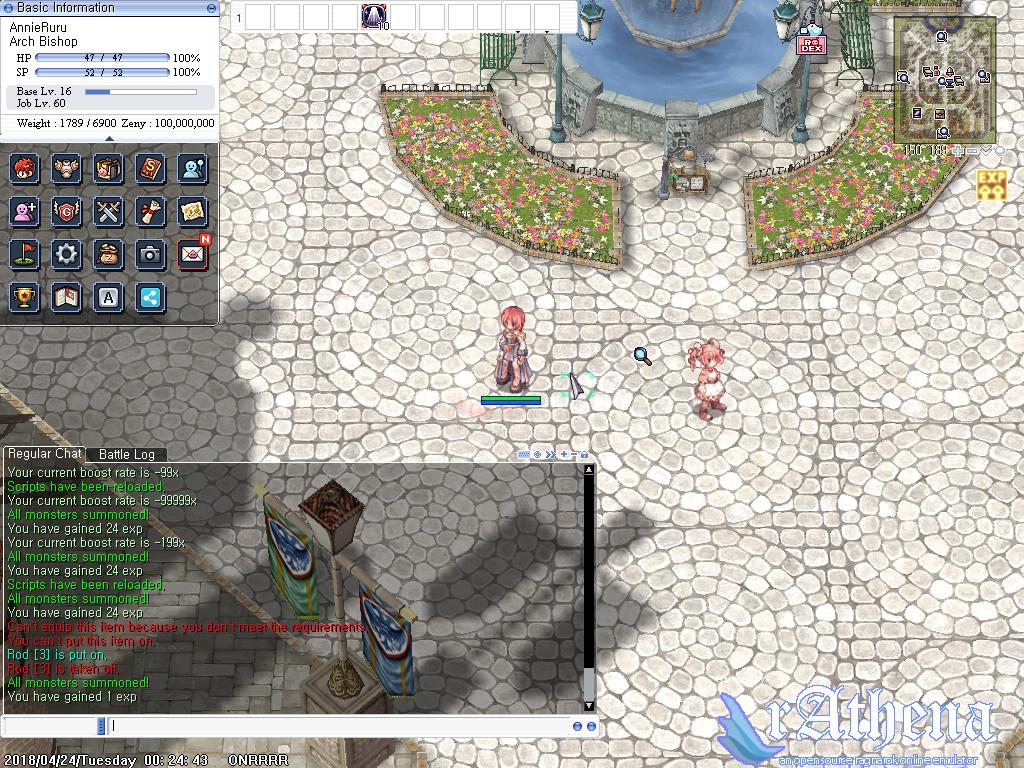 Basic Information
AnnieRuru
Arch Bishop
HP 47 / 47 100%
SP 52 / 52 100%
Base Lv. 16
Job Lv. 60
Weight : 1789 / 6900 Zeny : 100,000,000
1
10
RODEX
150 183
EXP
N
G
A
Regular Chat
Battle Log
Your current boost rate is -99x
Scripts have been reloaded.
Your current boost rate is -99999x
All monsters summoned!
You have gained 24 exp
Your current boost rate is -199x
All monsters summoned!
You have gained 24 exp
Scripts have been reloaded.
All monsters summoned!
You have gained 24 exp
Can't equip this item because you don't meet the requirements.
You can't put this item on.
Rod [3] is put on.
Rod [3] is taken off.
All monsters summoned!
You have gained 1 exp
rAthena
an open source ragnarok online emulator
2018/04/24/Tuesday 00:24:43 ONRRRR